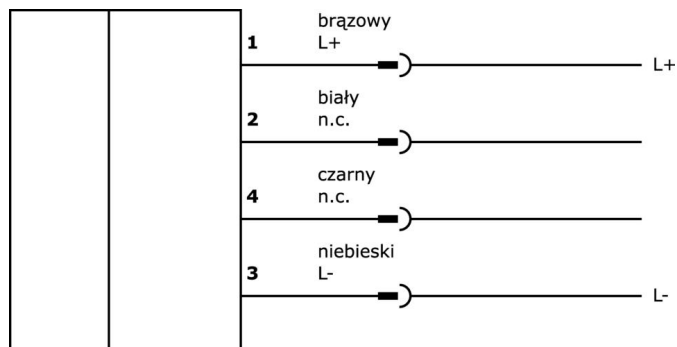 brązowy
1 L+
L+
biały
2 n.c.
czarny
4 n.c.
niebieski
3 L-
L-